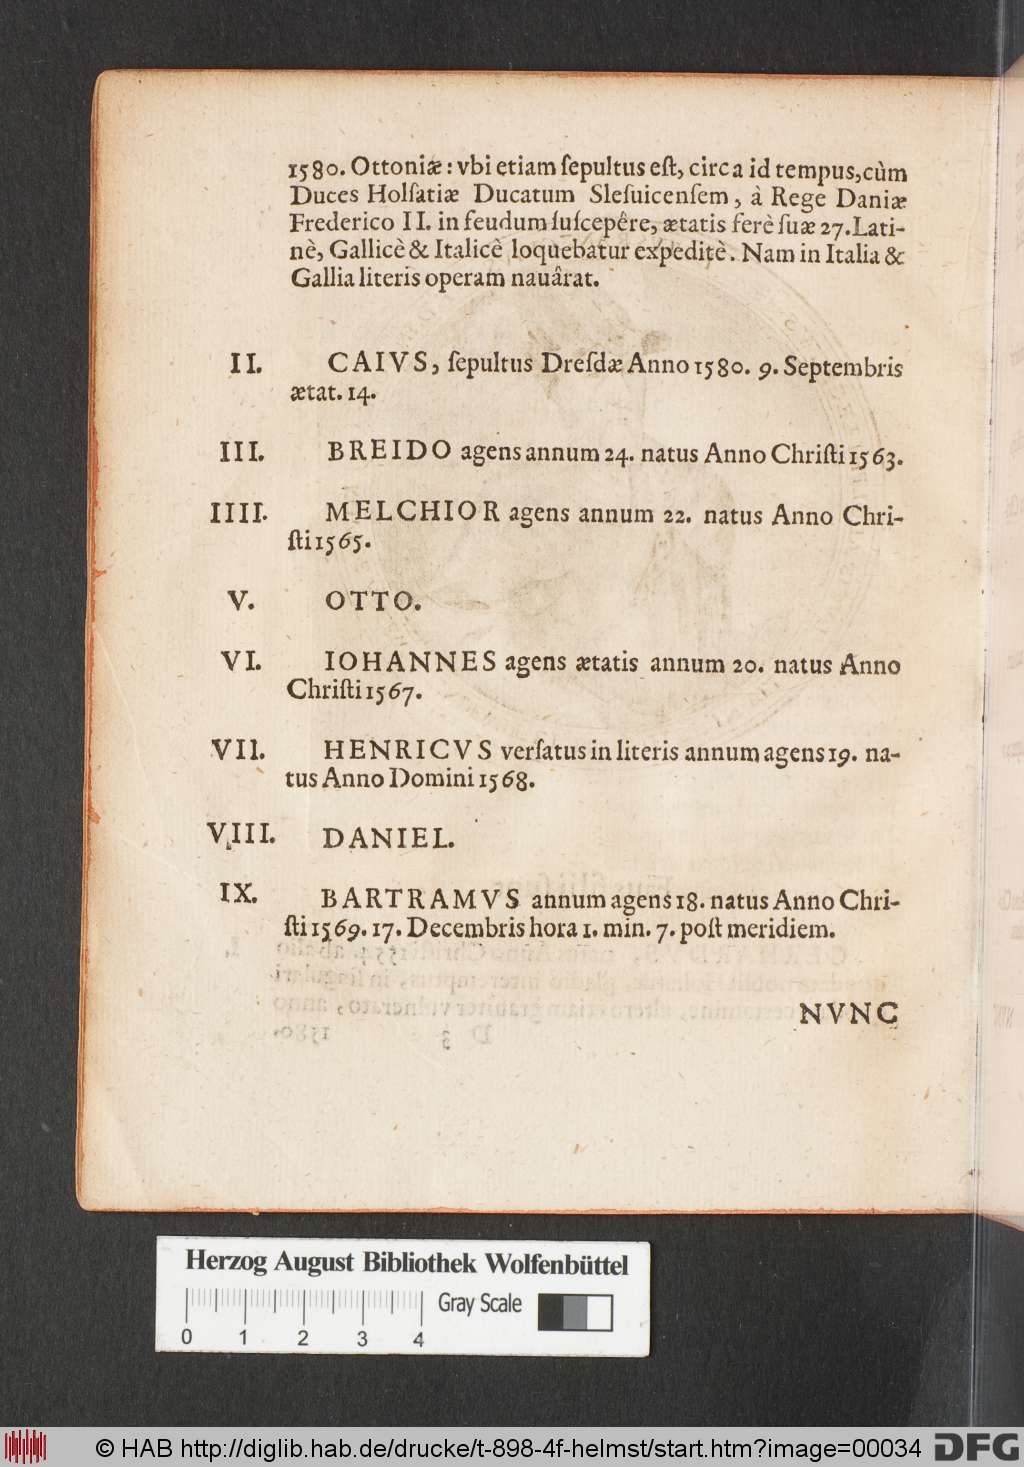 1580. Ottoniæ: vbi etiam ſepultus eſt, circa id tempus, cùm
Duces Holſatiæ Ducatum Sleſuicenſem, à Rege Daniæ
Frederico II. in feudum ſuſcepêre, ætatis ferè ſuæ 27. Lati-
nè, Gallicè & Italicè loquebatur expeditè. Nam in Italia &
Gallia literis operam nauârat.
II. CAIVS, ſepultus Dreſdæ Anno 1580. 9. Septembris
ætat. 14.
III. BREIDO agens annum 24. natus Anno Chriſti 1563.
IIII. MELCHIOR agens annum 22. natus Anno Chri-
ſti 1565.
V. OTTO.
VI. IOHANNES agens ætatis annum 20. natus Anno
Chriſti 1567.
VII. HENRICVS verſatus in literis annum agens 19. na-
tus Anno Domini 1568.
VIII. DANIEL.
IX. BARTRAMVS annum agens 18. natus Anno Chri-
ſti 1569. 17. Decembris hora 1. min. 7. poſt meridiem.
NVNC
Herzog August Bibliothek Wolfenbüttel
Gray Scale
0 1 2 3 4
© HAB http://diglib.hab.de/drucke/t-898-4f-helmst/start.htm?image=00034 DFG